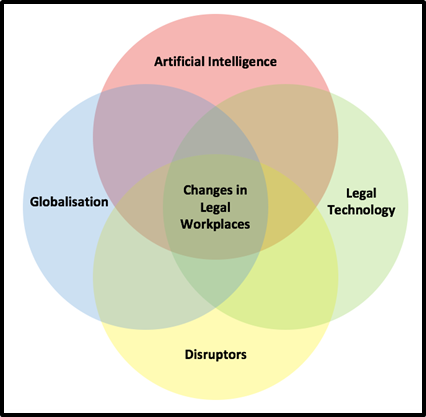 Artificial Intelligence
Globalisation
Changes in
Legal
Workplaces
Legal
Technology
Disruptors